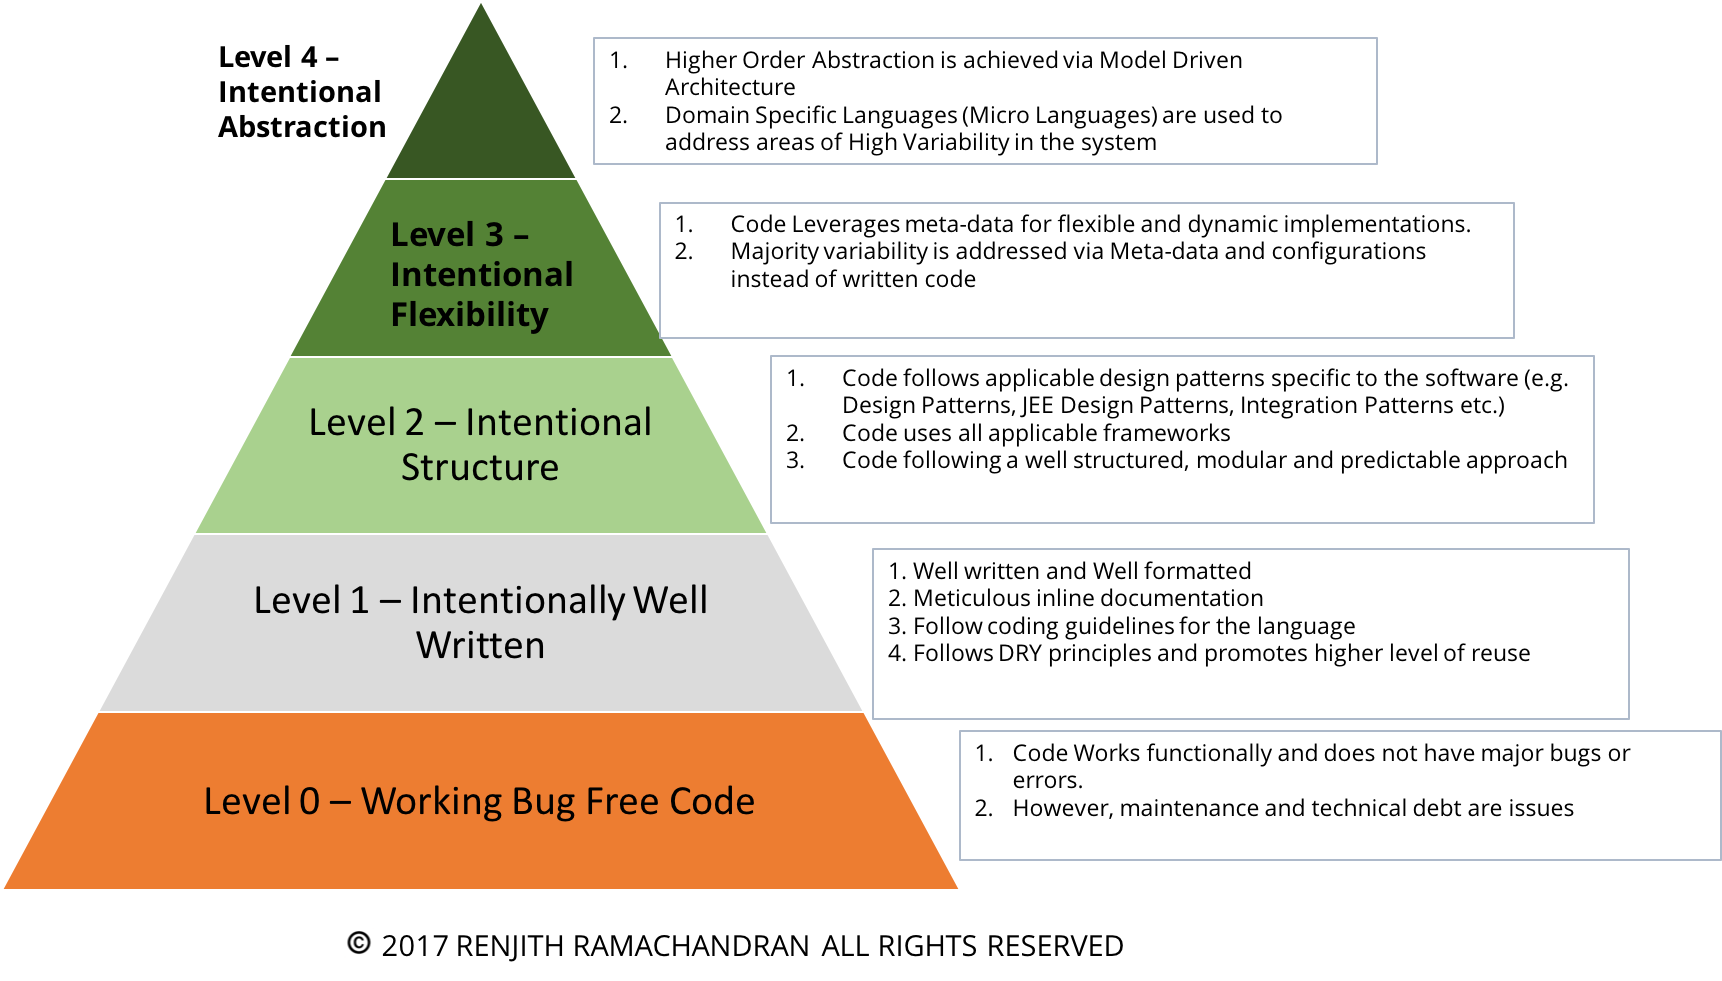 Level 4 –
Intentional
Abstraction
1. Higher Order Abstraction is achieved via Model Driven
Architecture
2. Domain Specific Languages (Micro Languages) are used to
address areas of High Variability in the system
Level 3 –
Intentional
Flexibility
1. Code Leverages meta-data for flexible and dynamic implementations.
2. Majority variability is addressed via Meta-data and configurations
instead of written code
Level 2 – Intentional
Structure
1. Code follows applicable design patterns specific to the software (e.g.
Design Patterns, JEE Design Patterns, Integration Patterns etc.)
2. Code uses all applicable frameworks
3. Code following a well structured, modular and predictable approach
Level 1 – Intentionally Well
Written
1. Well written and Well formatted
2. Meticulous inline documentation
3. Follow coding guidelines for the language
4. Follows DRY principles and promotes higher level of reuse
Level 0 – Working Bug Free Code
1. Code Works functionally and does not have major bugs or
errors.
2. However, maintenance and technical debt are issues
© 2017 RENJITH RAMACHANDRAN ALL RIGHTS RESERVED